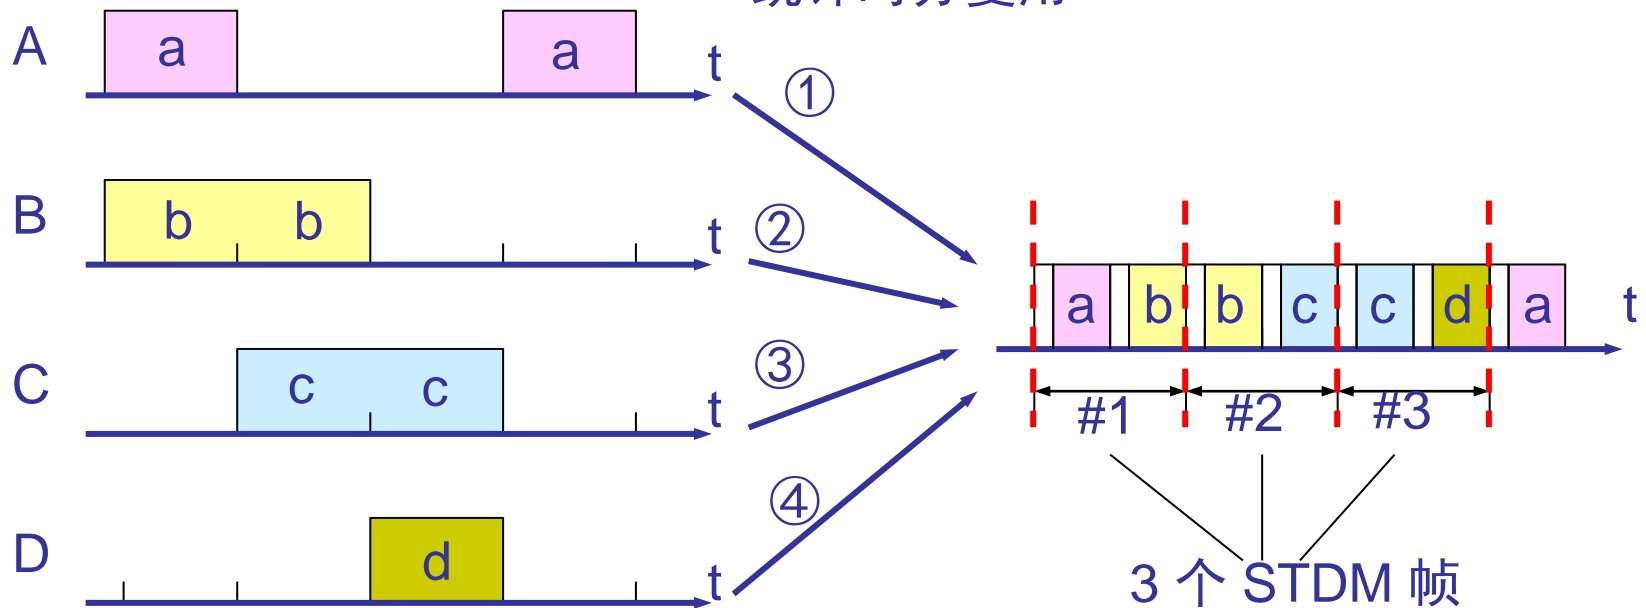 A a a t
①
B b b t
②
C c c t
③
D d t
④
a b b c c d a t
#1 #2 #3
3 个 STDM 帧